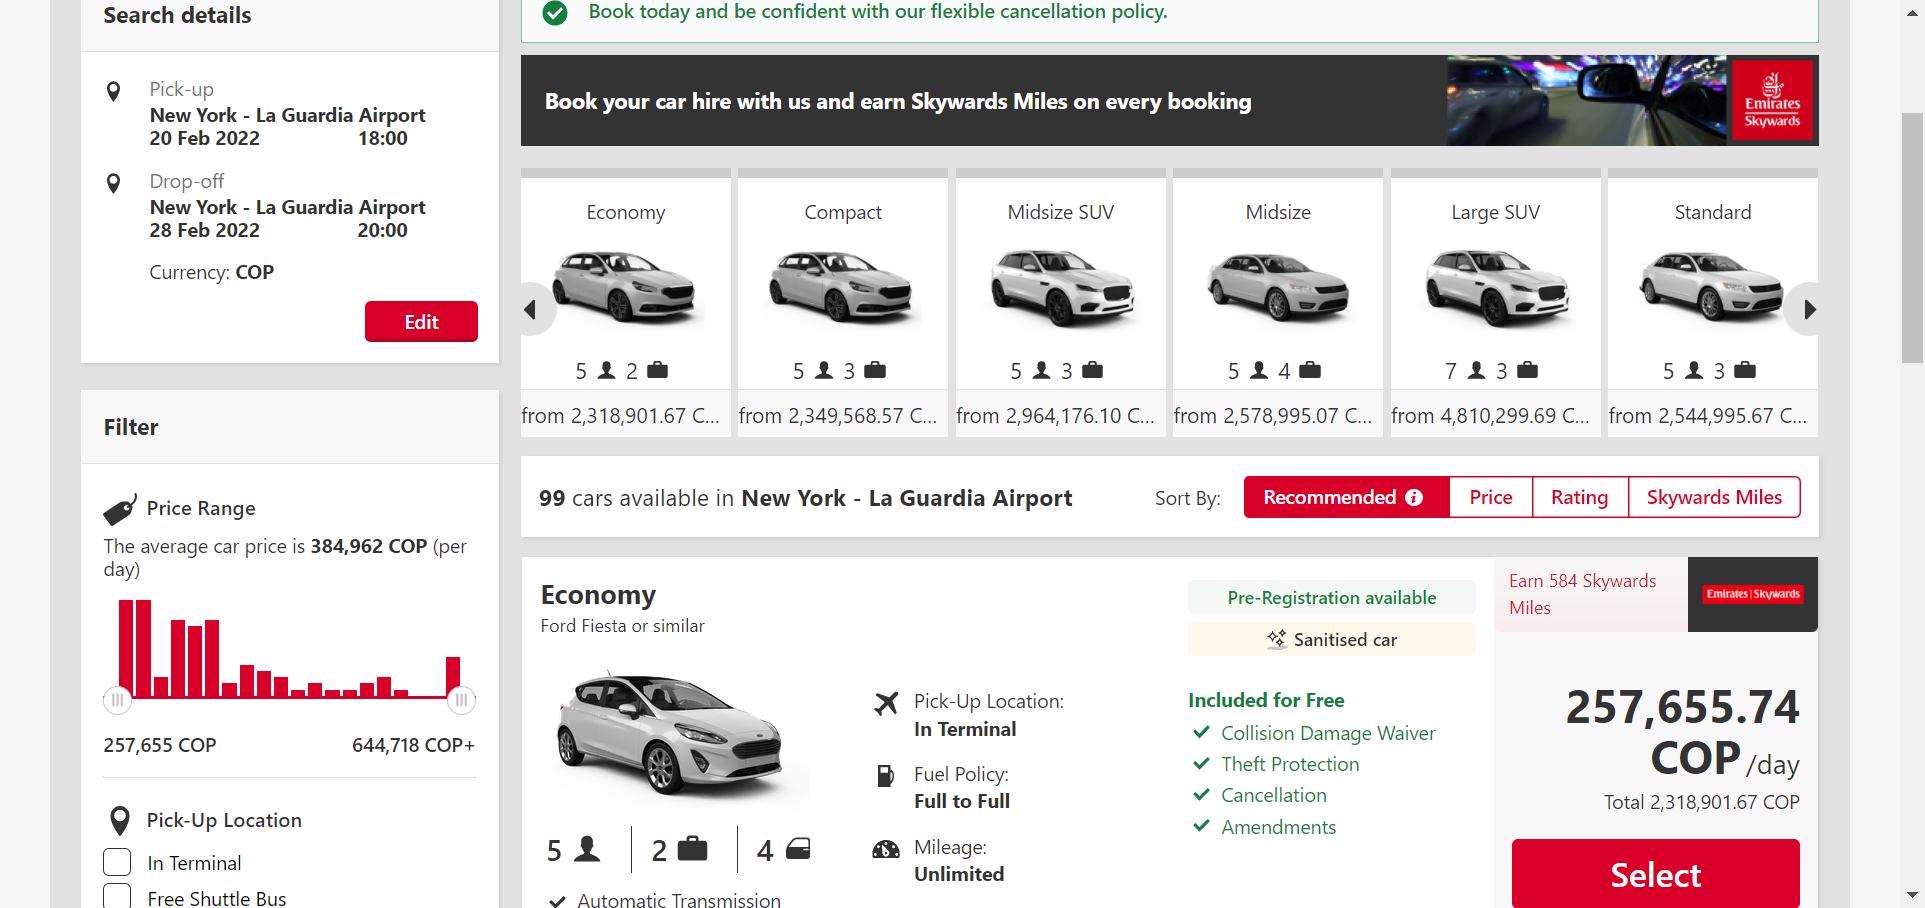 Search details
Pick-up
New York - La Guardia Airport
20 Feb 2022 18:00
Drop-off
New York - La Guardia Airport
28 Feb 2022 20:00
Currency: COP
Edit
Filter
Price Range
The average car price is 384,962 COP (per
day)
257,655 COP 644,718 COP+
Pick-Up Location
In Terminal
Free Shuttle Bus
Book today and be confident with our flexible cancellation policy.
Book your car hire with us and earn Skywards Miles on every booking
Emirates
Skywards
Economy
5 2
from 2,318,901.67 C...
Compact
5 3
from 2,349,568.57 C...
Midsize SUV
5 3
from 2,964,176.10 C...
Midsize
5 4
from 2,578,995.07 C...
Large SUV
7 3
from 4,810,299.69 C...
Standard
5 3
from 2,544,995.67 C...
99 cars available in New York - La Guardia Airport
Sort By: Recommended i Price Rating Skywards Miles
Economy
Ford Fiesta or similar
5 2 4
Automatic Transmission
Pick-Up Location:
In Terminal
Fuel Policy:
Full to Full
Mileage:
Unlimited
Pre-Registration available
Sanitised car
Included for Free
Collision Damage Waiver
Theft Protection
Cancellation
Amendments
Earn 584 Skywards
Miles
Emirates | Skywards
257,655.74
COP /day
Total 2,318,901.67 COP
Select